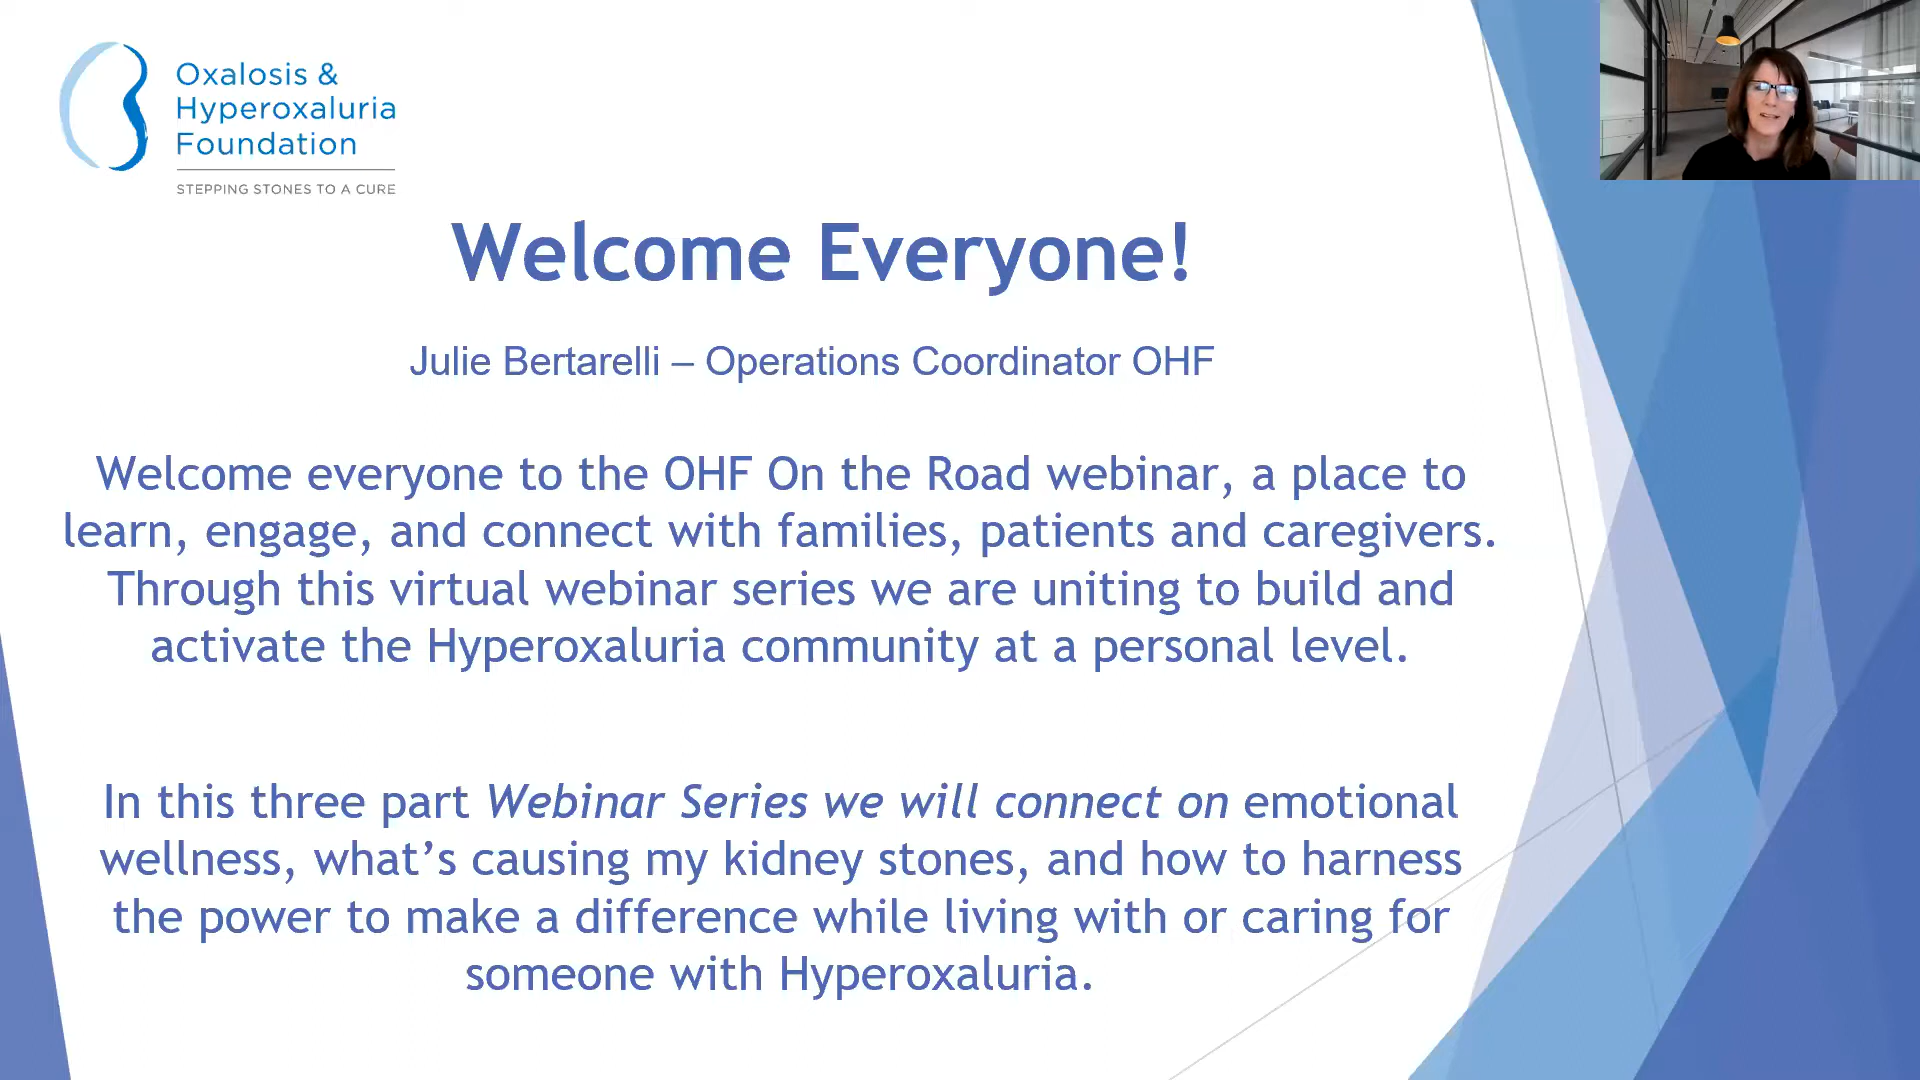 Oxalosis &
Hyperoxaluria
Foundation
STEPPING STONES TO A CURE
Welcome Everyone!
Julie Bertarelli – Operations Coordinator OHF
Welcome everyone to the OHF On the Road webinar, a place to
learn, engage, and connect with families, patients and caregivers.
Through this virtual webinar series we are uniting to build and
activate the Hyperoxaluria community at a personal level.
In this three part Webinar Series we will connect on emotional
wellness, what’s causing my kidney stones, and how to harness
the power to make a difference while living with or caring for
someone with Hyperoxaluria.